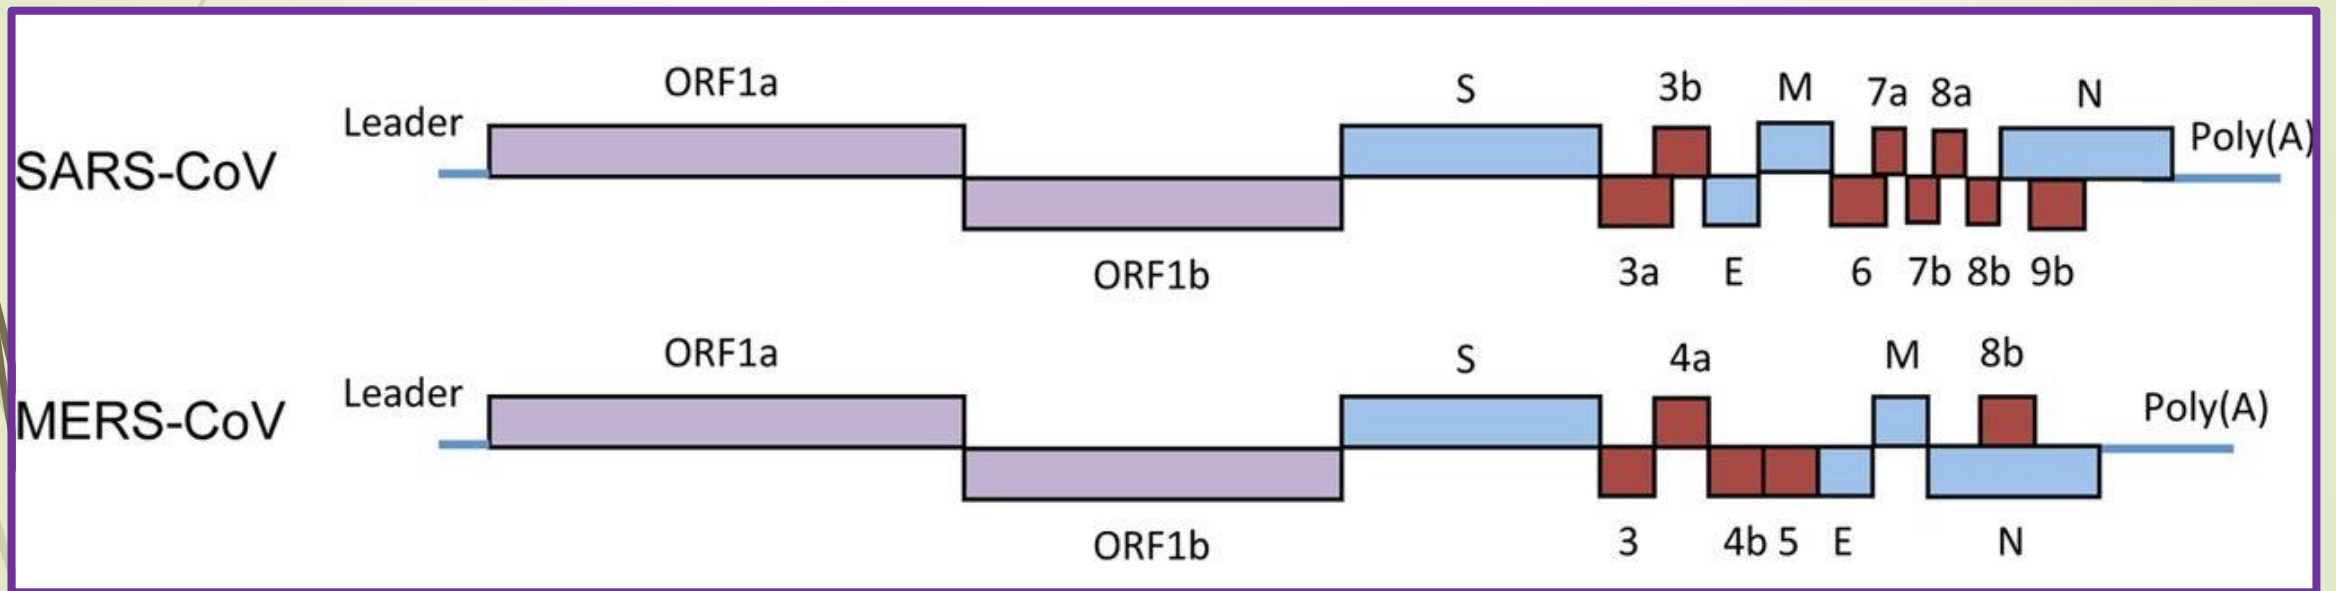 ORF1a S 3b M 7a 8a N
Leader Poly(A)
SARS-CoV
ORF1b 3a E 6 7b 8b 9b
ORF1a S 4a M 8b
Leader Poly(A)
MERS-CoV
ORF1b 3 4b 5 E N